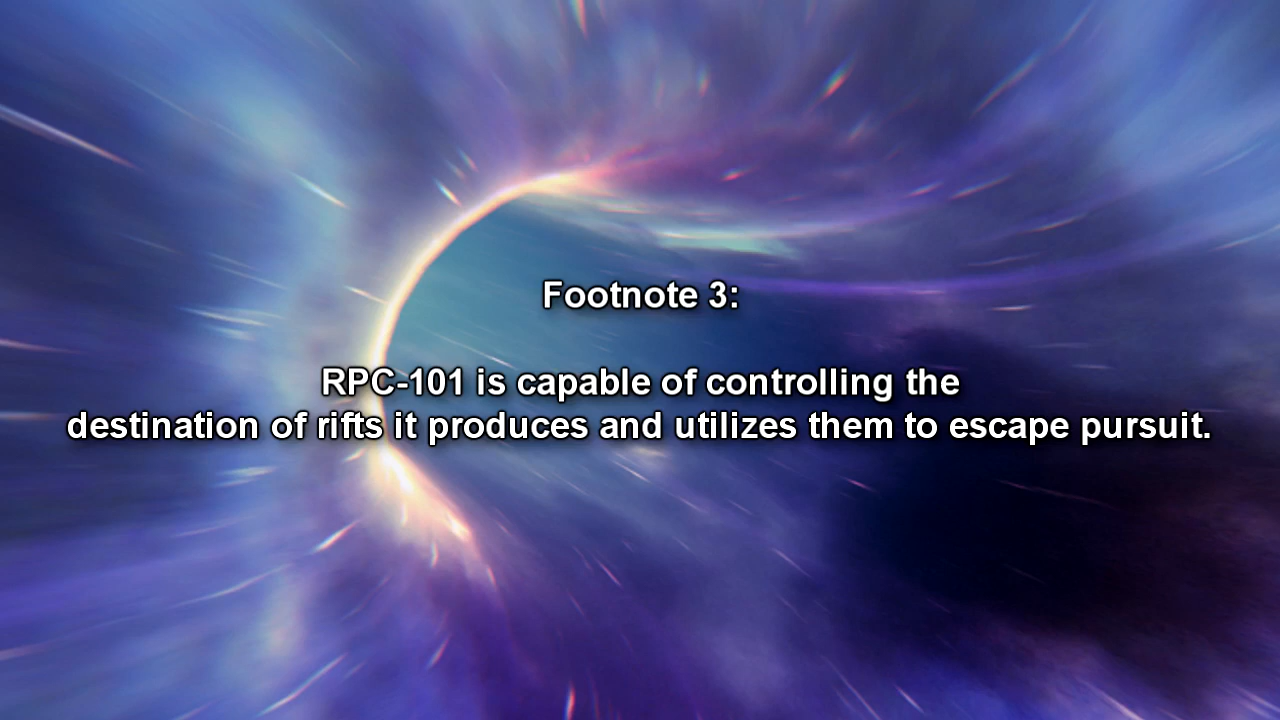 Footnote 3:
RPC-101 is capable of controlling the
destination of rifts it produces and utilizes them to escape pursuit.